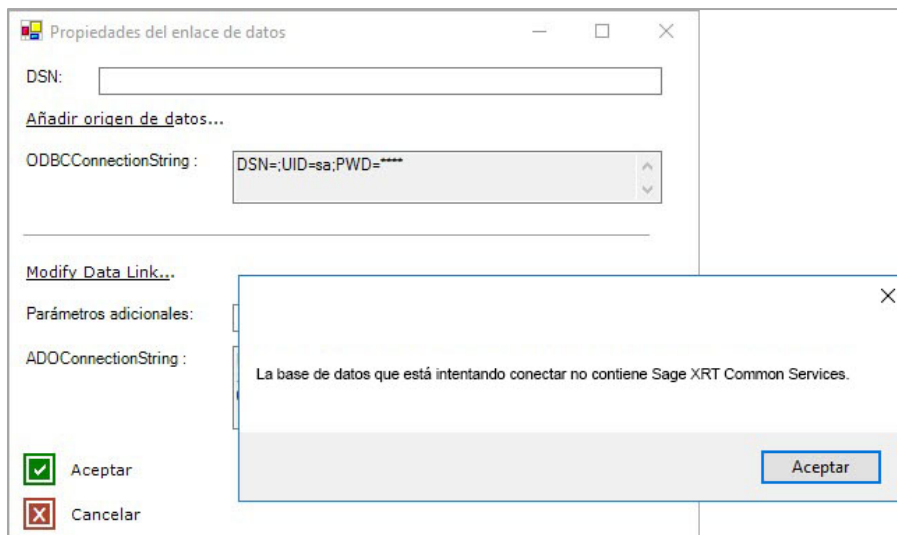 Propiedades del enlace de datos
DSN:
Añadir origen de datos...
ODBCConnectionString :
DSN=;UID=sa;PWD=****
Modify Data Link...
Parámetros adicionales:
ADOConnectionString :
La base de datos que está intentando conectar no contiene Sage XRT Common Services.
Aceptar
Aceptar
Cancelar